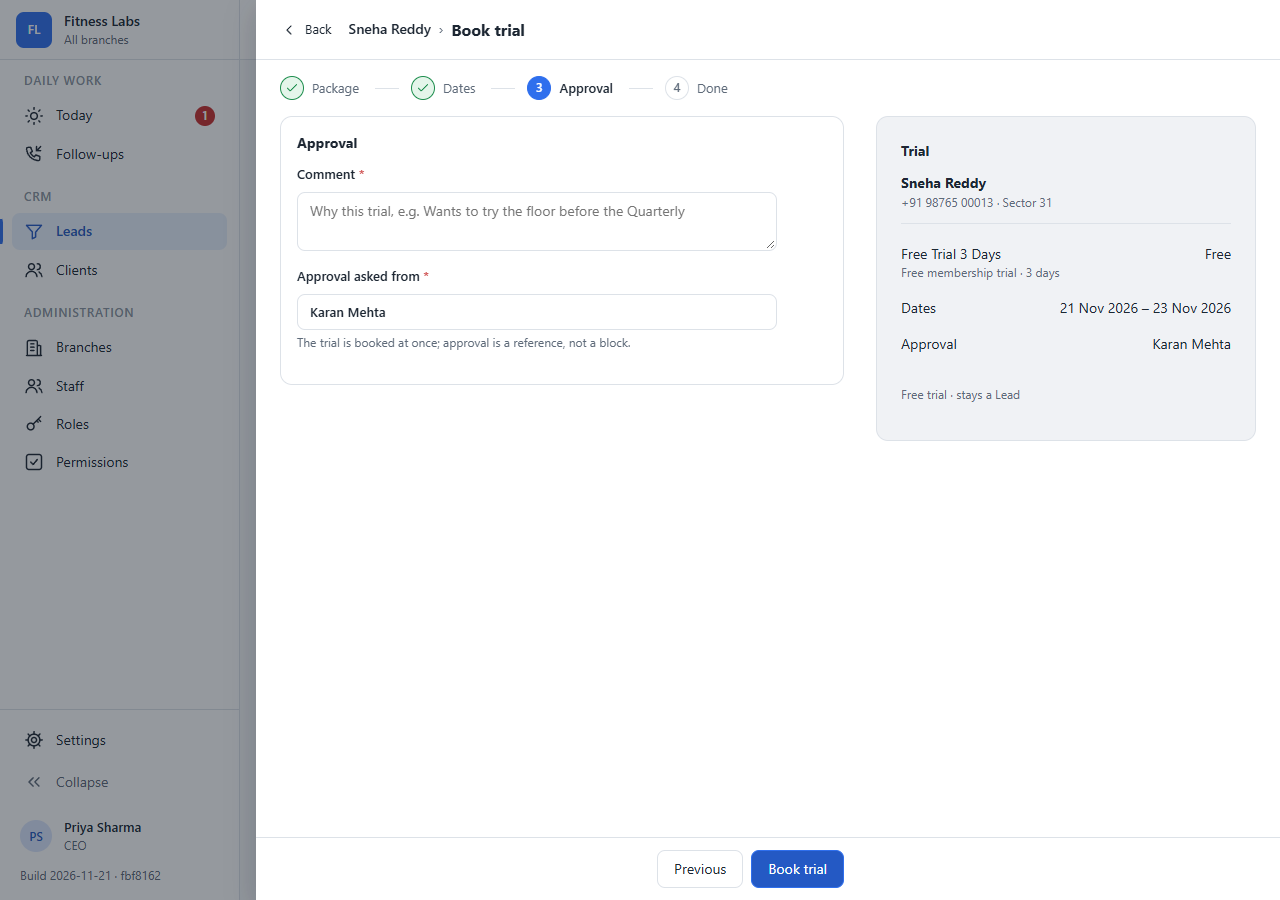 FL
Fitness Labs
All branches
DAILY WORK
Today
1
Follow-ups
CRM
Leads
Clients
ADMINISTRATION
Branches
Staff
Roles
Permissions
Settings
Collapse
PS
Priya Sharma
CEO
Build 2026-11-21 · fbf8162
Back
Sneha Reddy › Book trial
Package
Dates
3 Approval
4 Done
Approval
Comment *
Why this trial, e.g. Wants to try the floor before the Quarterly
Approval asked from *
Karan Mehta
The trial is booked at once; approval is a reference, not a block.
Trial
Sneha Reddy
+91 98765 00013 · Sector 31
Free Trial 3 Days Free
Free membership trial · 3 days
Dates 21 Nov 2026 – 23 Nov 2026
Approval Karan Mehta
Free trial · stays a Lead
Previous
Book trial